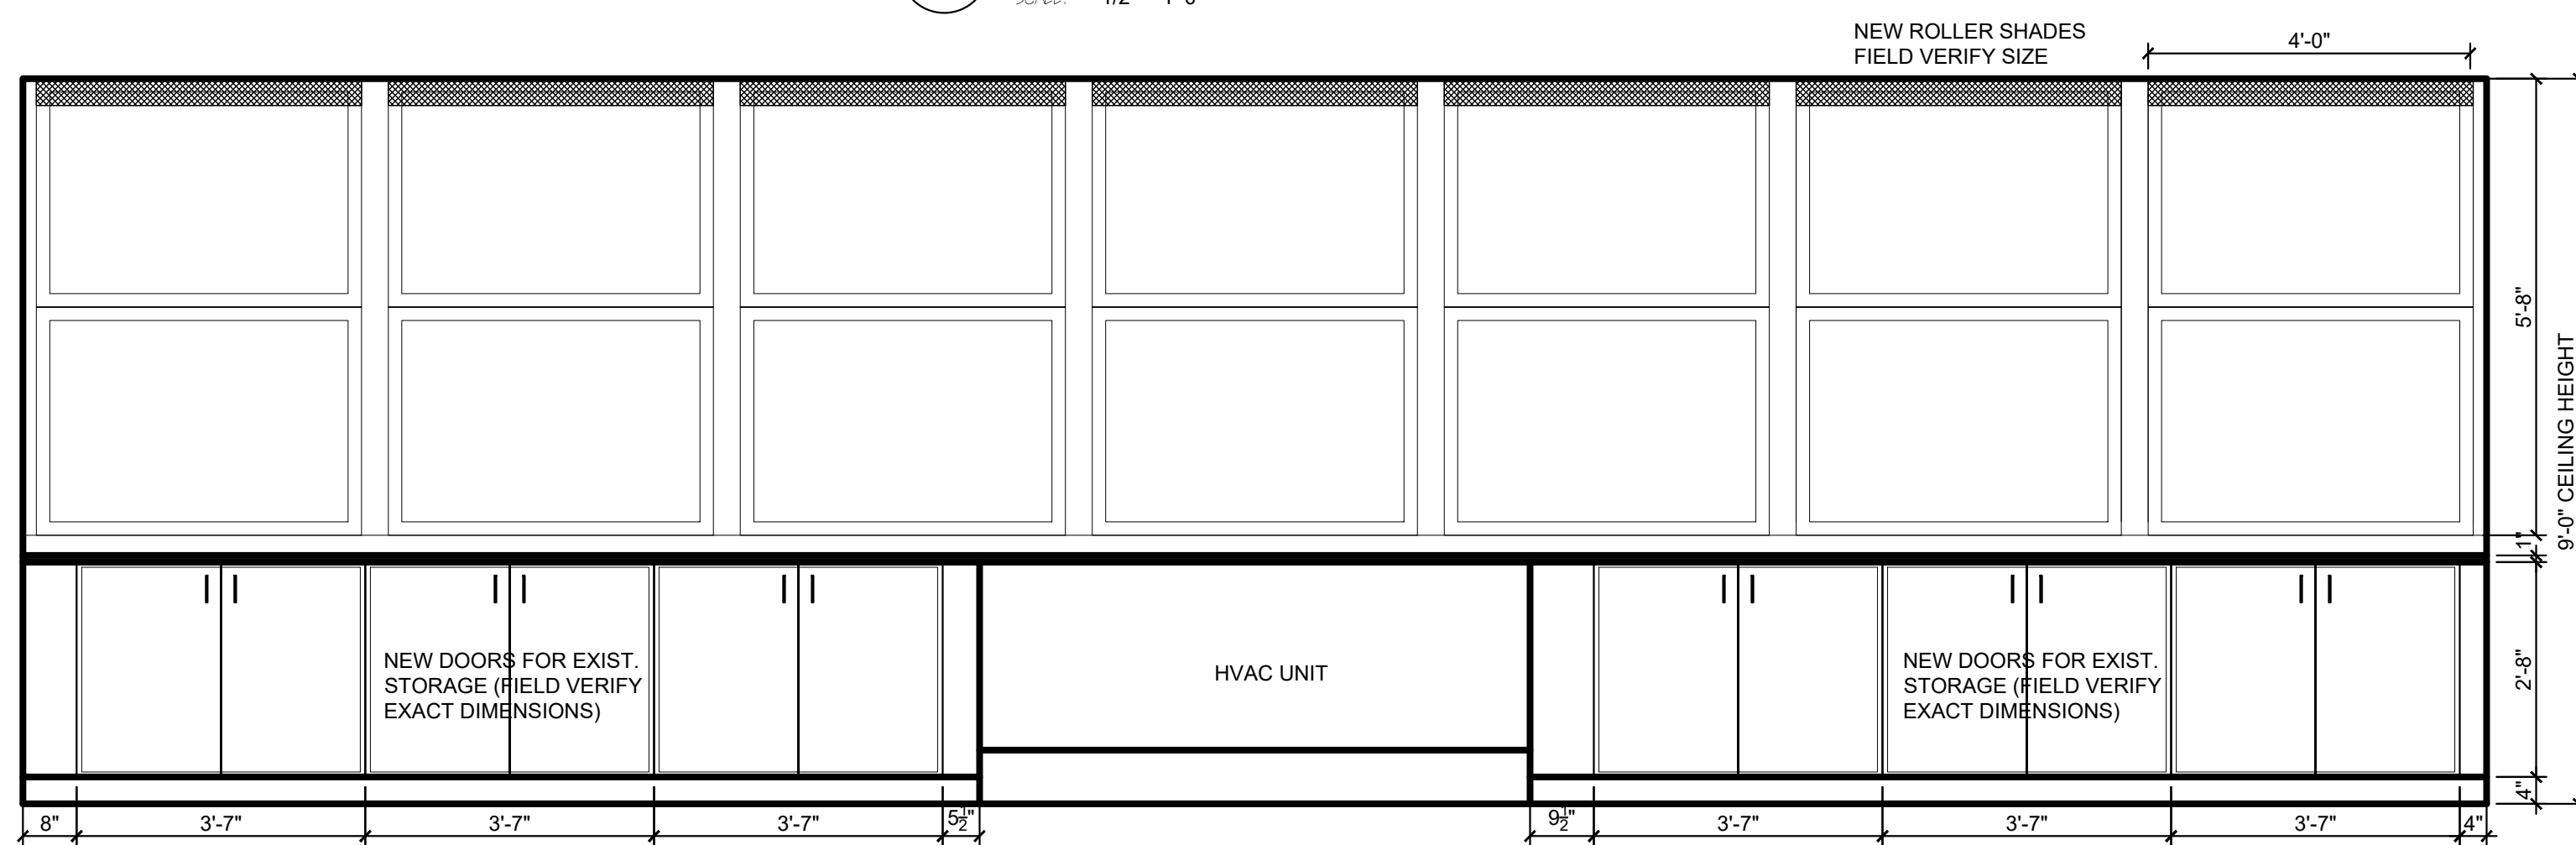 NEW ROLLER SHADES
FIELD VERIFY SIZE
4'-0"
5'-8"
9'-0" CEILING HEIGHT
1"
2'-8"
4"
NEW DOORS FOR EXIST.
STORAGE (FIELD VERIFY
EXACT DIMENSIONS)
HVAC UNIT
NEW DOORS FOR EXIST.
STORAGE (FIELD VERIFY
EXACT DIMENSIONS)
8" 3'-7" 3'-7" 3'-7" 5½" 9½" 3'-7" 3'-7" 3'-7" 4"